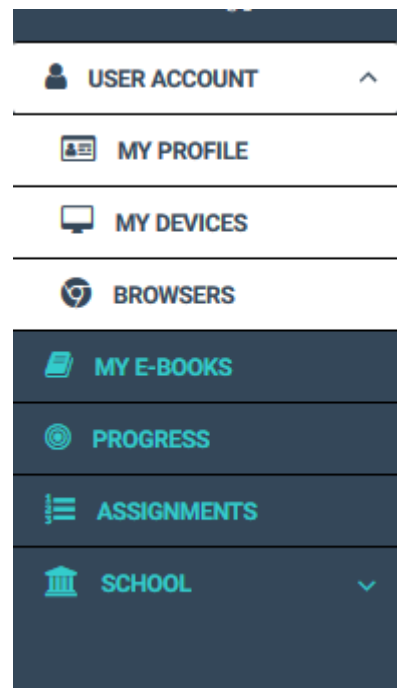 USER ACCOUNT
MY PROFILE
MY DEVICES
BROWSERS
MY E-BOOKS
PROGRESS
ASSIGNMENTS
SCHOOL